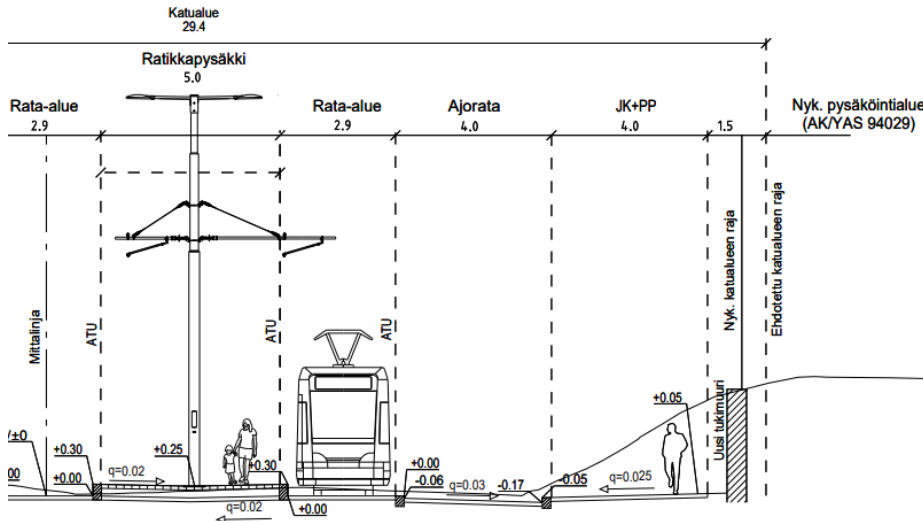 Katualue
29.4
Ratikkapysäkki
5.0
Rata-alue
2.9
Rata-alue
2.9
Ajorata
4.0
JK+PP
4.0
1.5
Nyk. pysäköintialue
(AK/YAS 94029)
Mittalinja
ATU
ATU
ATU
Nyk. katualueen raja
Ehdotettu katualueen raja
Uusi tukimuuri
+0.05
/±0
+0.30
+0.25
+0.30
+0.00
00
+0.00
q=0.02
-0.06
q=0.03
-0.17
-0.05
q=0.025
q=0.02
+0.00